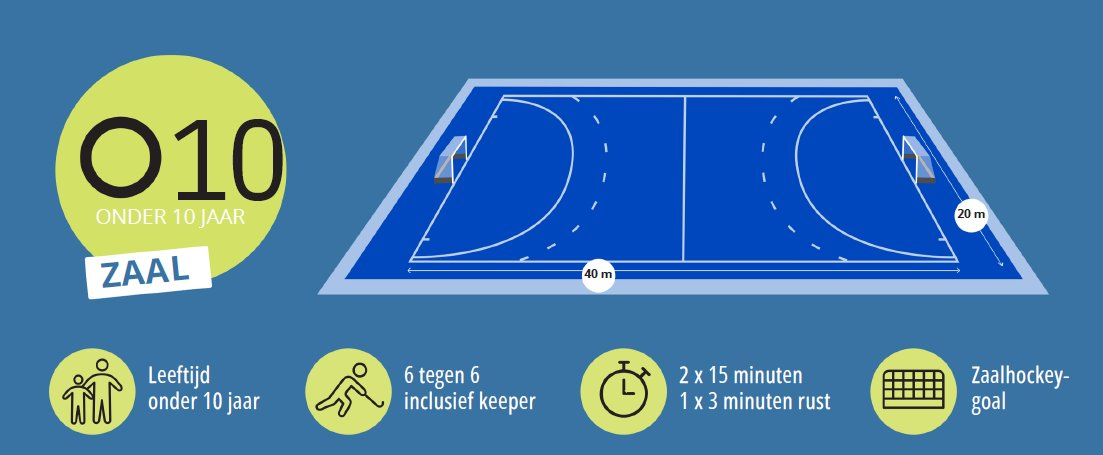 O10
ONDER 10 JAAR
ZAAL
20 m
40 m
Leeftijd
onder 10 jaar
6 tegen 6
inclusief keeper
2 x 15 minuten
1 x 3 minuten rust
Zaalhockey-
goal